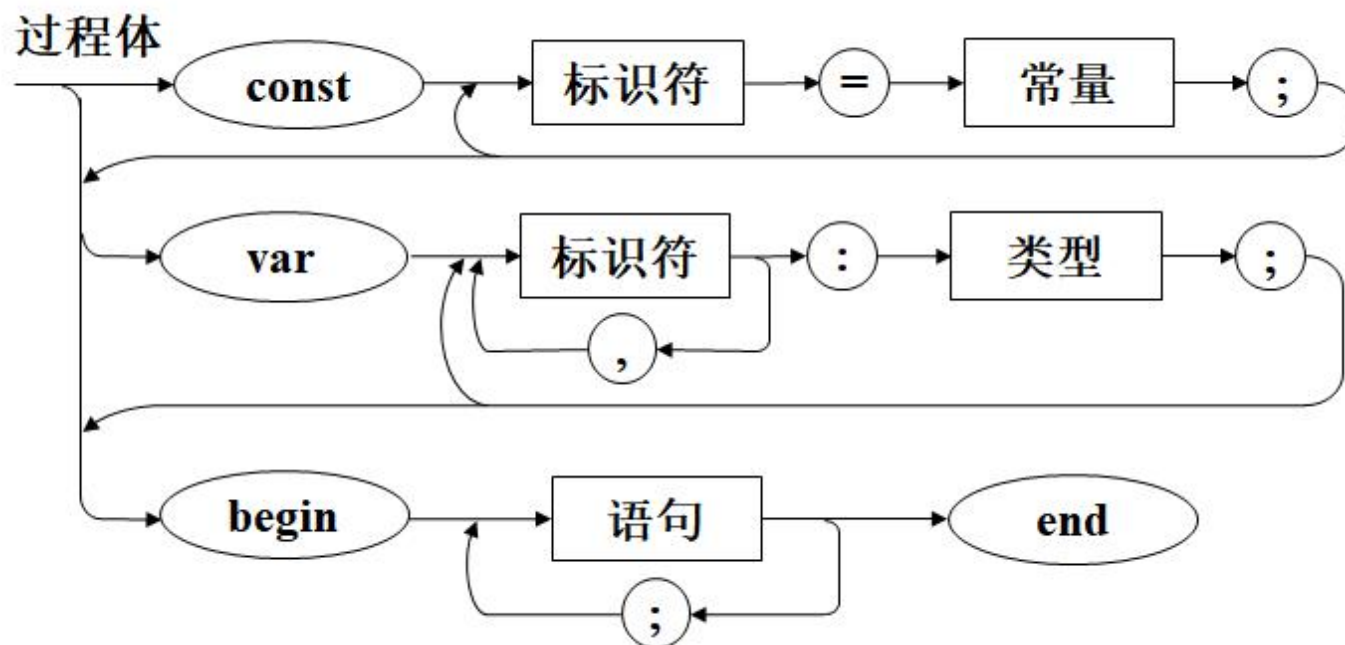 过程体
const 标识符 = 常量 ;
var 标识符 : 类型 ;
,
begin 语句 end
;